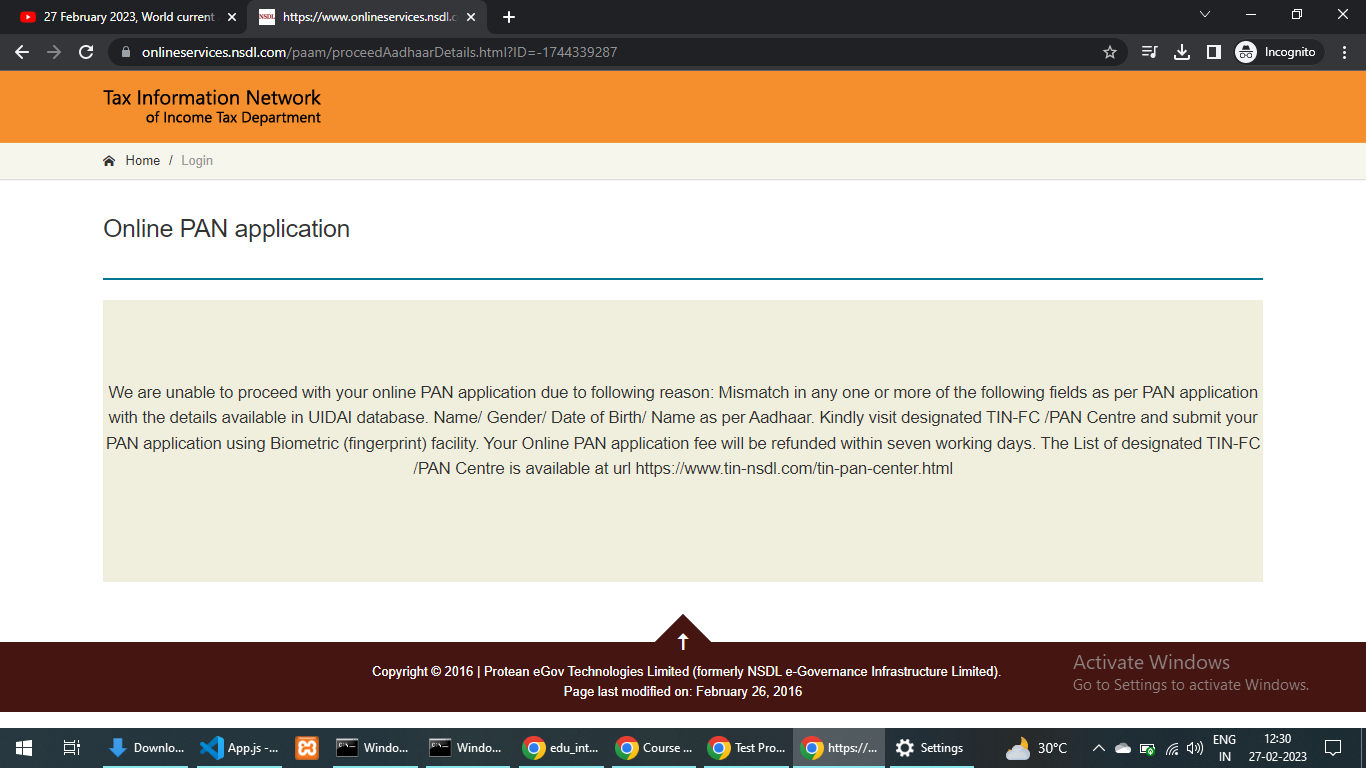 27 February 2023, World current
https://www.onlineservices.nsdl.c
onlineservices.nsdl.com/paam/proceedAadhaarDetails.html?ID=-1744339287
Incognito
Tax Information Network
of Income Tax Department
Home / Login
Online PAN application
We are unable to proceed with your online PAN application due to following reason: Mismatch in any one or more of the following fields as per PAN application
with the details available in UIDAI database. Name/ Gender/ Date of Birth/ Name as per Aadhaar. Kindly visit designated TIN-FC /PAN Centre and submit your
PAN application using Biometric (fingerprint) facility. Your Online PAN application fee will be refunded within seven working days. The List of designated TIN-FC
/PAN Centre is available at url https://www.tin-nsdl.com/tin-pan-center.html
Copyright © 2016 | Protean eGov Technologies Limited (formerly NSDL e-Governance Infrastructure Limited).
Page last modified on: February 26, 2016
Activate Windows
Go to Settings to activate Windows.
Downlo...
App.js -...
Windo...
Windo...
edu_int...
Course ...
Test Pro...
https://...
Settings
30°C
ENG
IN
12:30
27-02-2023